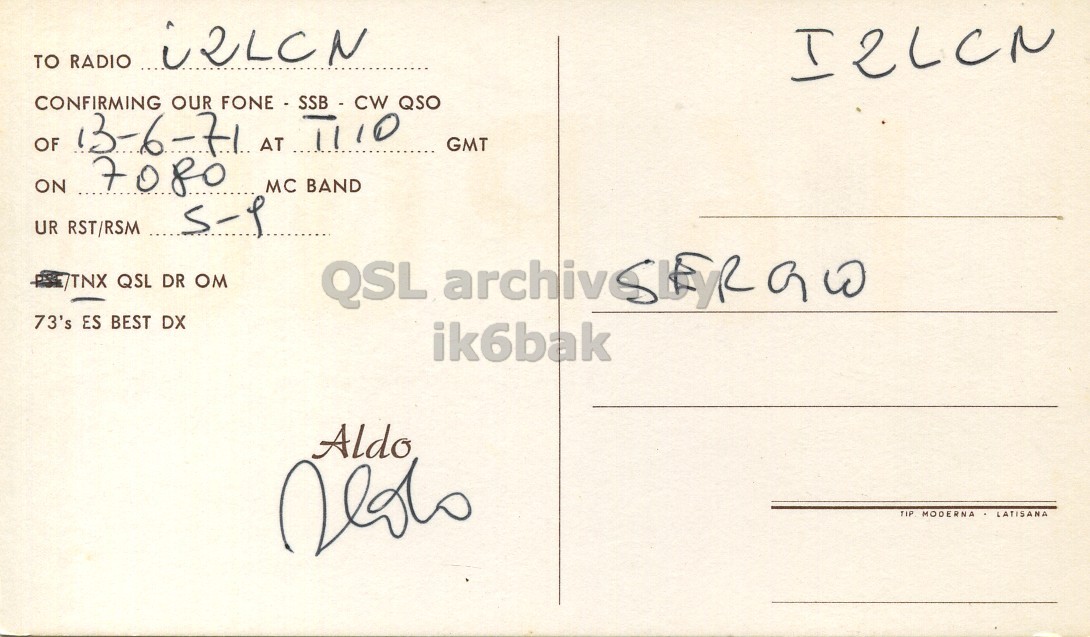 TO RADIO i2LCN
CONFIRMING OUR FONE - SSB - CW QSO
OF 13-6-71 AT 1110 GMT
ON 7080 MC BAND
UR RST/RSM 5-9
PSE/TNX QSL DR OM
73's ES BEST DX
Aldo
Aldo
I2LCN
SERGIO
TIP. MODERNA - LATISANA
QSL archive by
ik6bak